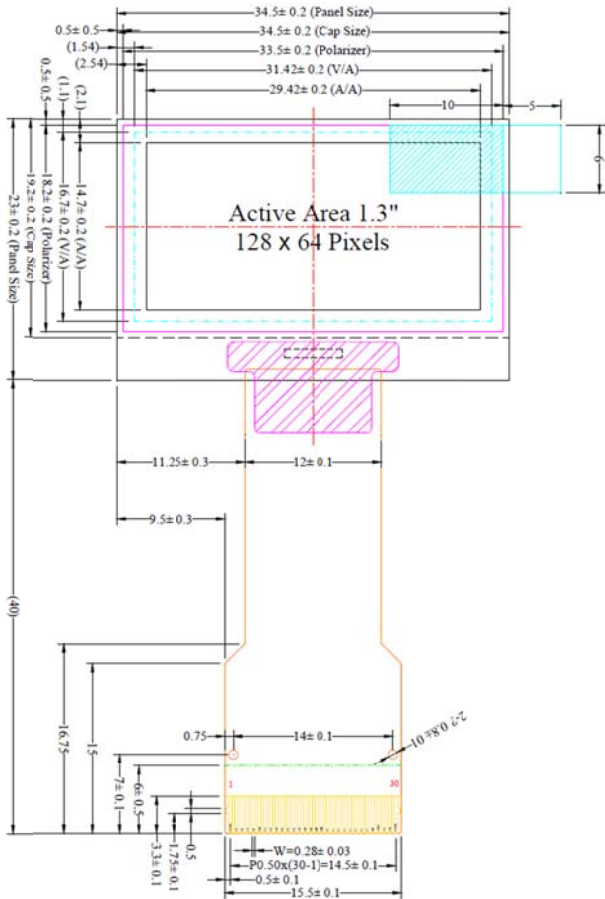 34.5± 0.2 (Panel Size)
0.5± 0.5
34.5± 0.2 (Cap Size)
(1.54)
33.5± 0.2 (Polarizer)
(2.54)
31.42± 0.2 (V/A)
29.42± 0.2 (A/A)
0.5± 0.5
(1.1)
(2.1)
10
5
6
23± 0.2 (Panel Size)
19.2± 0.2 (Cap Size)
18.2± 0.2 (Polarizer)
16.7± 0.2 (V/A)
14.7± 0.2 (A/A)
Active Area 1.3"
128 x 64 Pixels
11.25± 0.3
12± 0.1
9.5± 0.3
(40)
16.75
15
0.75
14± 0.1
7± 0.1
6± 0.5
1
30
3.3± 0.1
1.75± 0.1
0.5
W=0.28± 0.03
P0.50x(30-1)=14.5± 0.1
0.5± 0.1
15.5± 0.1